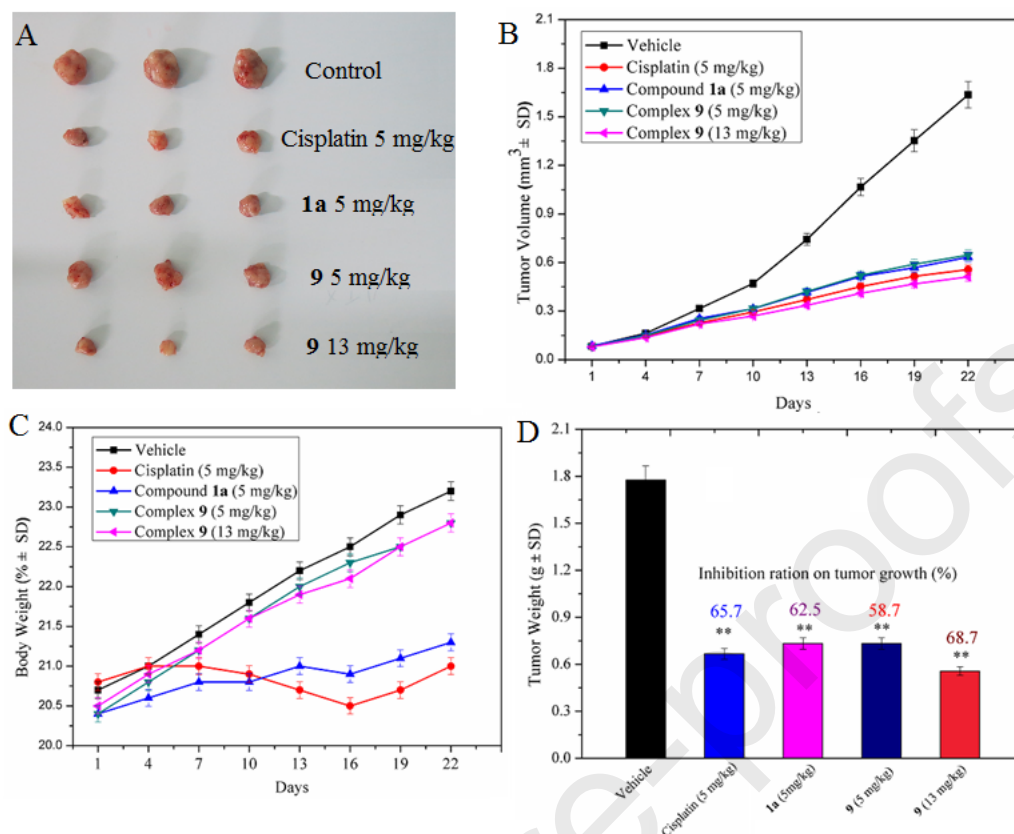 A
Control
Cisplatin 5 mg/kg
1a 5 mg/kg
9 5 mg/kg
9 13 mg/kg
B
Vehicle
Cisplatin (5 mg/kg)
Compound 1a (5 mg/kg)
Complex 9 (5 mg/kg)
Complex 9 (13 mg/kg)
Tumor Volume (mm³± SD)
2.1
1.8
1.5
1.2
0.9
0.6
0.3
0.0
1 4 7 10 13 16 19 22
Days
C
Vehicle
Cisplatin (5 mg/kg)
Compound 1a (5 mg/kg)
Complex 9 (5 mg/kg)
Complex 9 (13 mg/kg)
Body Weight (% ± SD)
24.0
23.0
22.5
22.0
21.5
21.0
20.5
20.0
1 4 7 10 13 16 19 22
Days
D
Tumor Weight (g ± SD)
2.1
1.8
1.5
1.2
0.9
0.6
0.3
0.0
Inhibition ration on tumor growth (%)
65.7 62.5 58.7 68.7
** ** ** **
Vehicle
Cisplatin (5 mg/kg)
1a (5mg/kg)
9 (5 mg/kg)
9 (13 mg/kg)
e-proofs